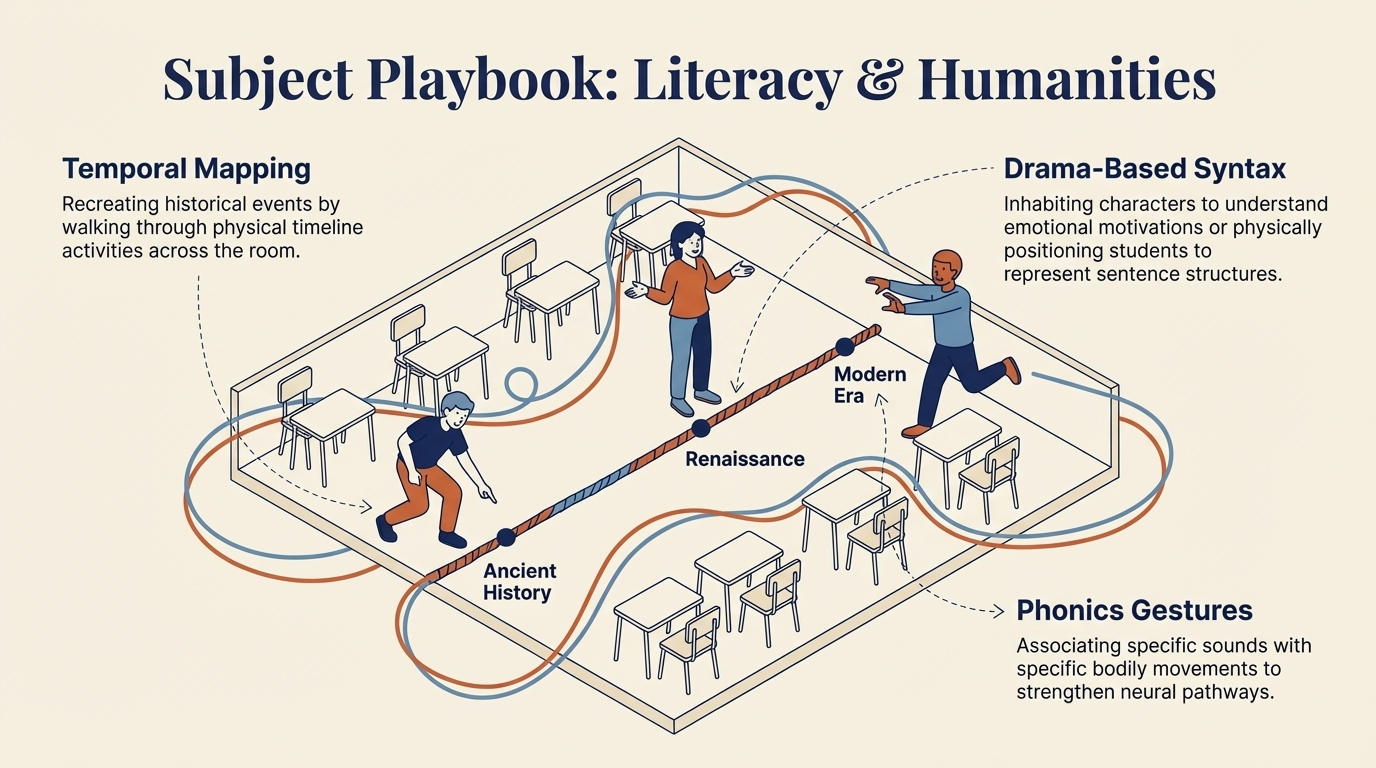 Subject Playbook: Literacy & Humanities
Temporal Mapping
Recreating historical events by
walking through physical timeline
activities across the room.
Drama-Based Syntax
Inhabiting characters to understand
emotional motivations or physically
positioning students to
represent sentence structures.
Modern
Era
Renaissance
Ancient
History
Phonics Gestures
Associating specific sounds with
specific bodily movements to
strengthen neural pathways.